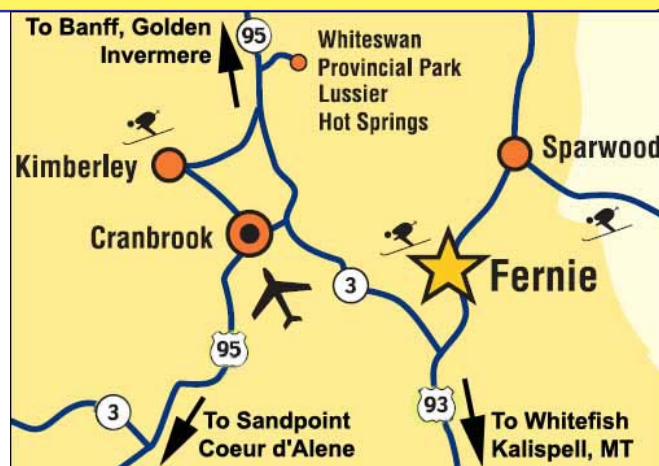 To Banff, Golden
Invermere
95
Whiteswan
Provincial Park
Lussier
Hot Springs
Kimberley
Sparwood
Cranbrook
Fernie
3
95
93
3
To Sandpoint
Coeur d'Alene
To Whitefish
Kalispell, MT